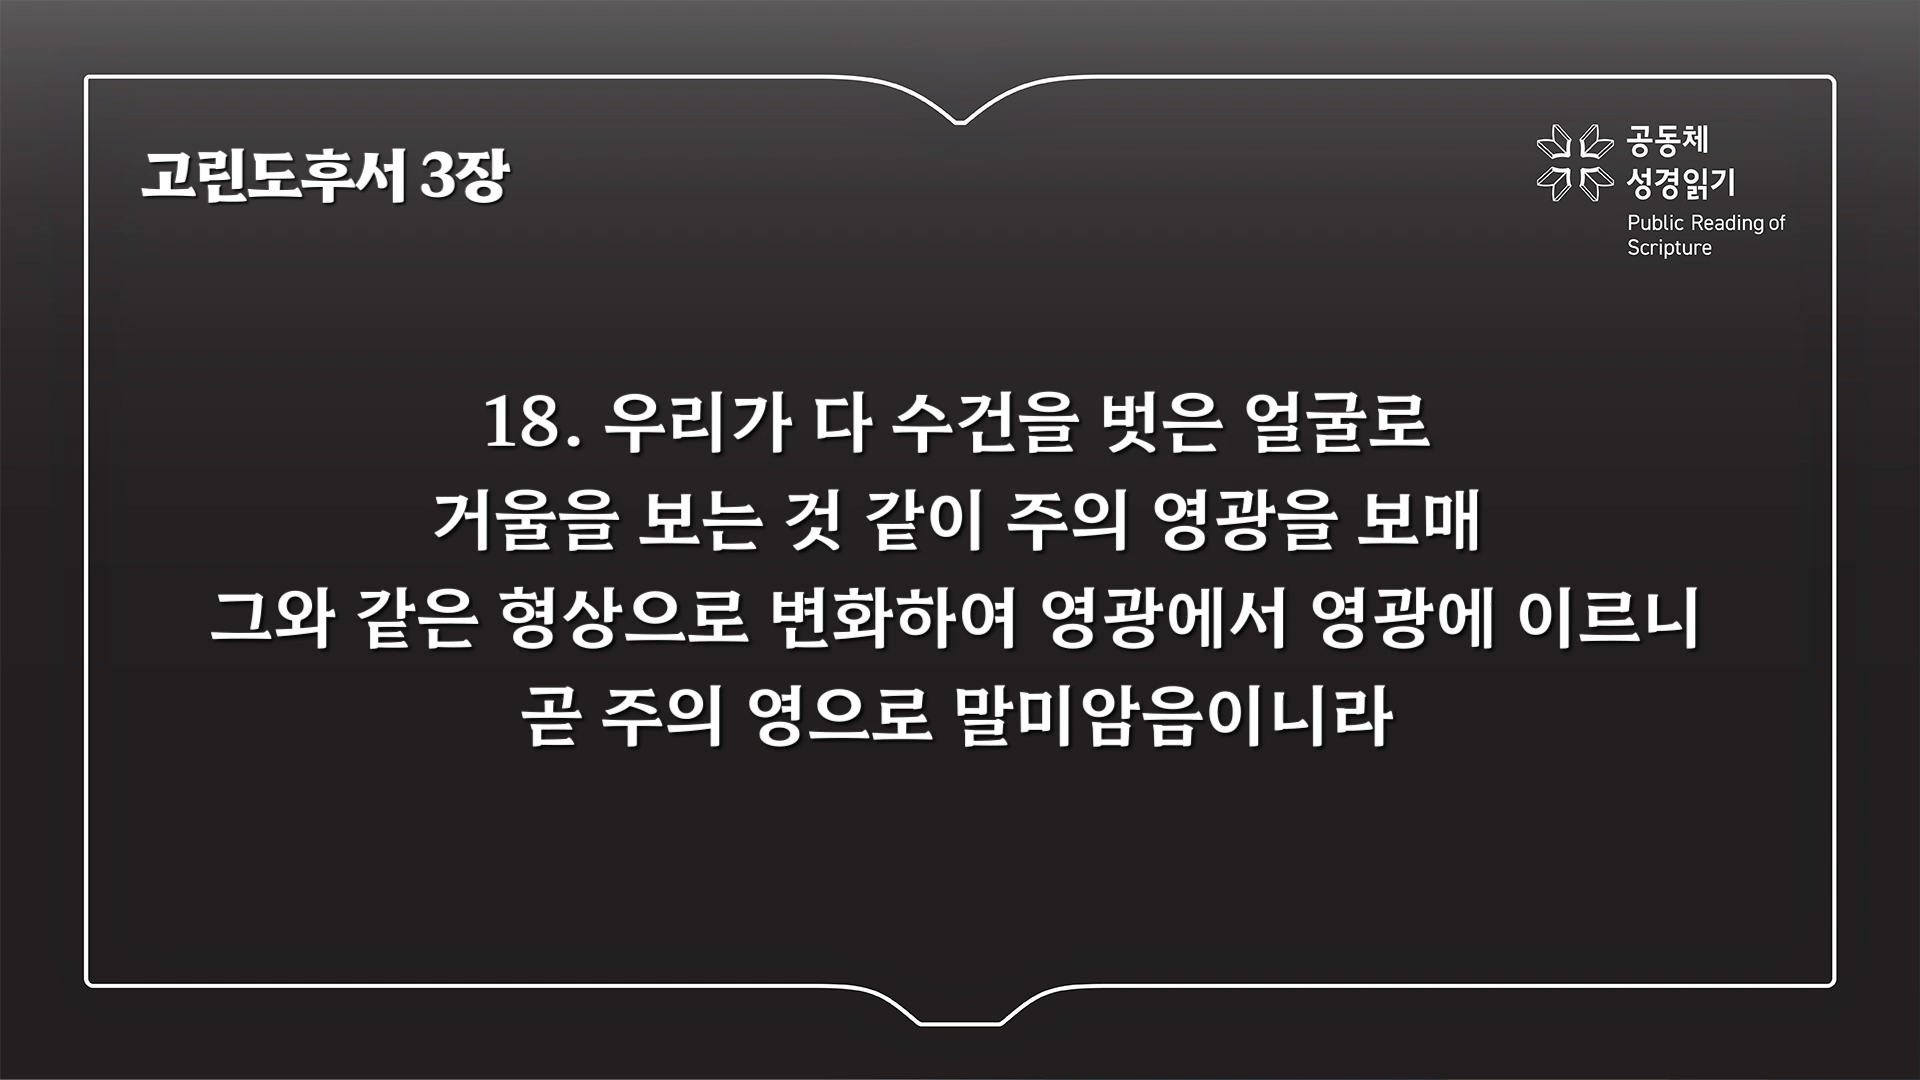 고린도후서 3장
공동체
성경읽기
Public Reading of
Scripture
18. 우리가 다 수건을 벗은 얼굴로
거울을 보는 것 같이 주의 영광을 보매
그와 같은 형상으로 변화하여 영광에서 영광에 이르니
곧 주의 영으로 말미암음이니라